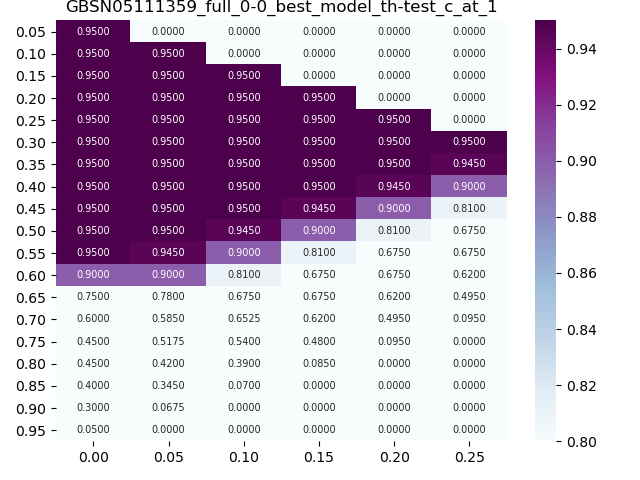 GBSN05111359_full_0-0_best_model_th-test_c_at_1
0.05 0.9500 0.0000 0.0000 0.0000 0.0000 0.0000
0.10 0.9500 0.9500 0.0000 0.0000 0.0000 0.0000
0.15 0.9500 0.9500 0.9500 0.0000 0.0000 0.0000
0.20 0.9500 0.9500 0.9500 0.9500 0.0000 0.0000
0.25 0.9500 0.9500 0.9500 0.9500 0.9500 0.0000
0.30 0.9500 0.9500 0.9500 0.9500 0.9500 0.9500
0.35 0.9500 0.9500 0.9500 0.9500 0.9500 0.9450
0.40 0.9500 0.9500 0.9500 0.9500 0.9450 0.9000
0.45 0.9500 0.9500 0.9500 0.9450 0.9000 0.8100
0.50 0.9500 0.9500 0.9450 0.9000 0.8100 0.6750
0.55 0.9500 0.9450 0.9000 0.8100 0.6750 0.6750
0.60 0.9000 0.9000 0.8100 0.6750 0.6750 0.6200
0.65 0.7500 0.7800 0.6750 0.6750 0.6200 0.4950
0.70 0.6000 0.5850 0.6525 0.6200 0.4950 0.0950
0.75 0.4500 0.5175 0.5400 0.4800 0.0950 0.0000
0.80 0.4500 0.4200 0.3900 0.0850 0.0000 0.0000
0.85 0.4000 0.3450 0.0700 0.0000 0.0000 0.0000
0.90 0.3000 0.0675 0.0000 0.0000 0.0000 0.0000
0.95 0.0500 0.0000 0.0000 0.0000 0.0000 0.0000
0.00 0.05 0.10 0.15 0.20 0.25
0.94
0.92
0.90
0.88
0.86
0.84
0.82
0.80